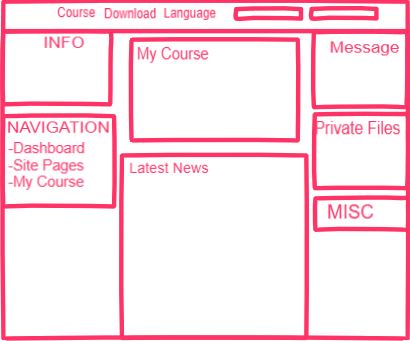 Course Download Language
INFO
My Course
Message
NAVIGATION
-Dashboard
-Site Pages
-My Course
Private Files
Latest News
MISC